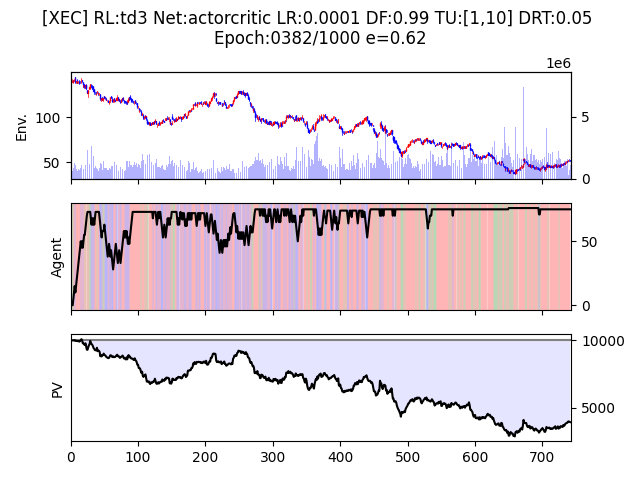 [XEC] RL:td3 Net:actorcritic LR:0.0001 DF:0.99 TU:[1,10] DRT:0.05
Epoch:0382/1000 e=0.62
1e6
Env.
100
50
5
0
Agent
50
0
PV
10000
5000
0 100 200 300 400 500 600 700